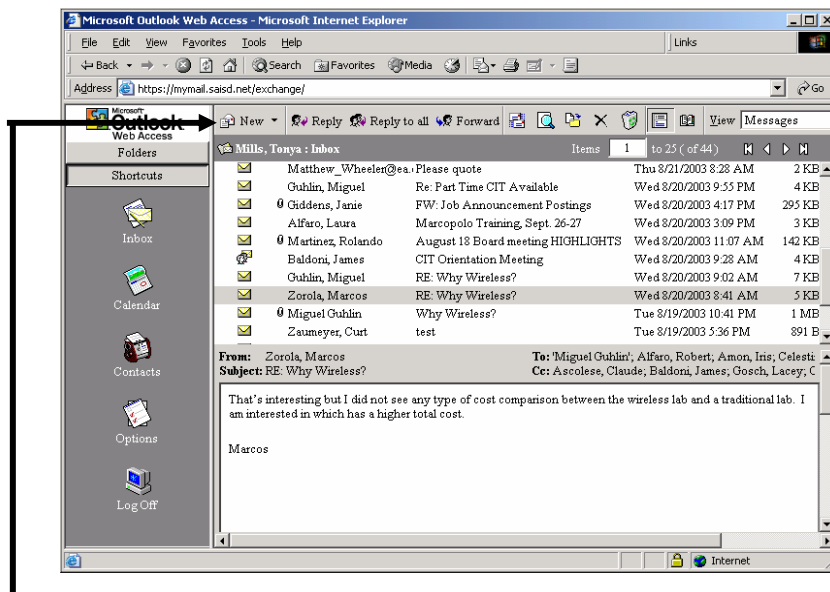 Microsoft Outlook Web Access - Microsoft Internet Explorer
File Edit View Favorites Tools Help Links
Back Search Favorites Media
Address https://mymail.saisd.net/exchange/ Go
Microsoft Outlook Web Access
New Reply Reply to all Forward View Messages
Folders
Shortcuts
Inbox
Calendar
Contacts
Options
Log Off
Mills, Tonya : Inbox Items 1 to 25 ( of 44 )
Matthew_Wheeler@ea. Please quote Thu 8/21/2003 8:28 AM 2 KB
Guhlin, Miguel Re: Part Time CIT Available Wed 8/20/2003 9:55 PM 4 KB
Giddens, Janie FW: Job Announcement Postings Wed 8/20/2003 4:17 PM 295 KB
Alfaro, Laura Marcopolo Training, Sept. 26-27 Wed 8/20/2003 3:09 PM 3 KB
Martinez, Rolando August 18 Board meeting HIGHLIGHTS Wed 8/20/2003 11:07 AM 142 KB
Baldoni, James CIT Orientation Meeting Wed 8/20/2003 9:28 AM 4 KB
Guhlin, Miguel RE: Why Wireless? Wed 8/20/2003 9:02 AM 7 KB
Zorola, Marcos RE: Why Wireless? Wed 8/20/2003 8:41 AM 5 KB
Miguel Guhlin Why Wireless? Tue 8/19/2003 10:41 PM 1 MB
Zaumeyer, Curt test Tue 8/19/2003 5:36 PM 891 B
From: Zorola, Marcos To: 'Miguel Guhlin'; Alfaro, Robert; Amon, Iris; Celesti
Subject: RE: Why Wireless? Cc: Ascolese, Claude; Baldoni, James; Gosch, Lacey; C
That's interesting but I did not see any type of cost comparison between the wireless lab and a traditional lab. I
am interested in which has a higher total cost.
Marcos
Internet